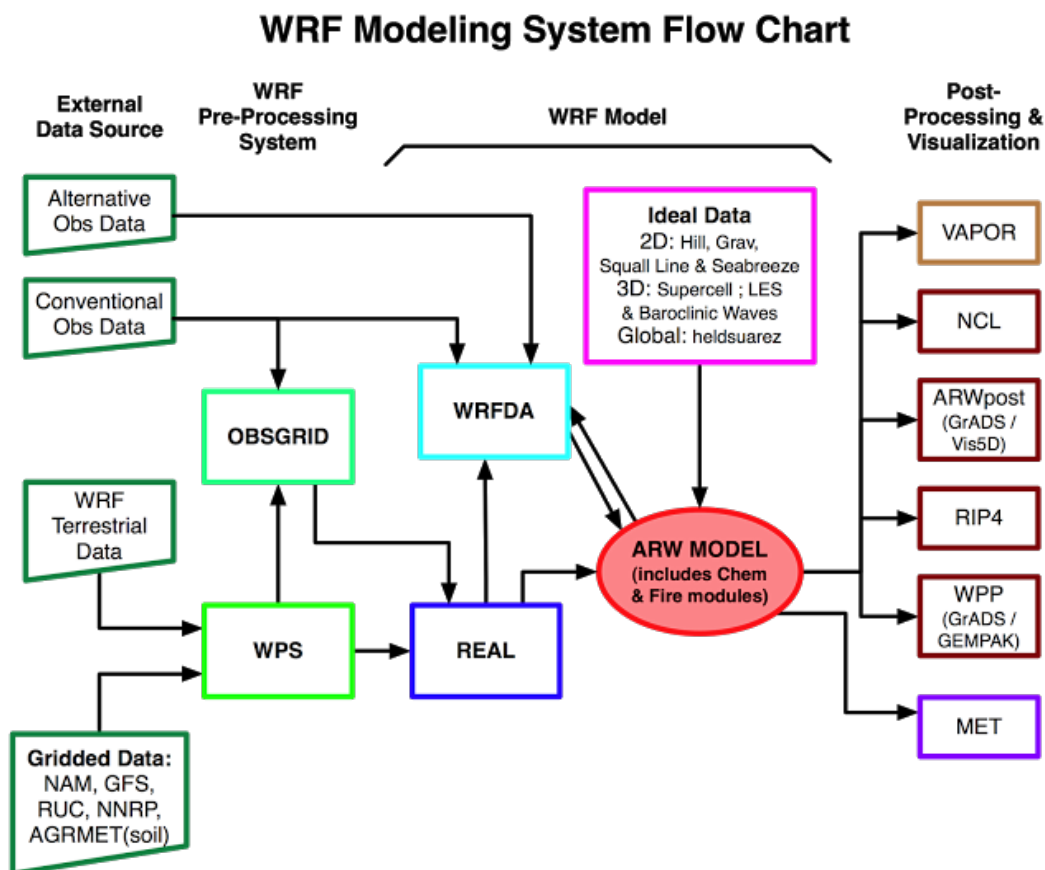 WRF Modeling System Flow Chart
External
Data Source
WRF
Pre-Processing
System
WRF Model
Post-
Processing &
Visualization
Alternative
Obs Data
Conventional
Obs Data
WRF
Terrestrial
Data
Gridded Data:
NAM, GFS,
RUC, NNRP,
AGRMET(soil)
OBSGRID
WPS
WRFDA
REAL
Ideal Data
2D: Hill, Grav,
Squall Line & Seabreeze
3D: Supercell ; LES
& Baroclinic Waves
Global: heldsuarez
ARW MODEL
(includes Chem
& Fire modules)
VAPOR
NCL
ARWpost
(GrADS /
Vis5D)
RIP4
WPP
(GrADS /
GEMPAK)
MET